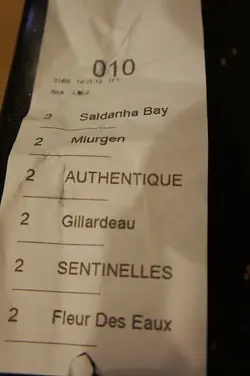 010
2 Saldanha Bay
2 Miurgen
2 AUTHENTIQUE
2 Gillardeau
2 SENTINELLES
2 Fleur Des Eaux